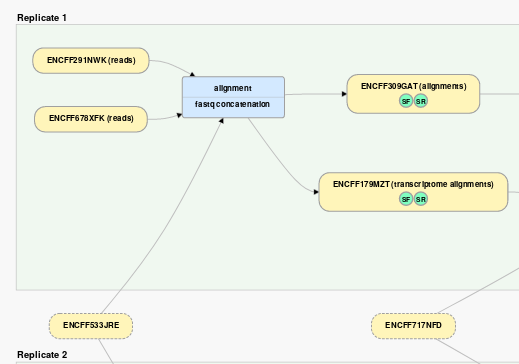 Replicate 1
ENCFF291NWK (reads)
alignment
fastq concatenation
ENCFF309GAT (alignments)
SF SR
ENCFF678XFK (reads)
ENCFF179MZT (transcriptome alignments)
SF SR
ENCFF533JRE
ENCFF717NFD
Replicate 2